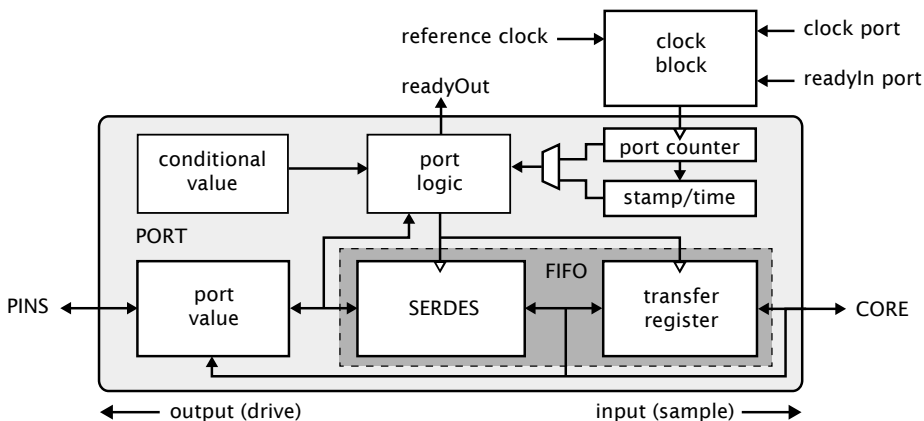 reference clock
clock
block
clock port
readyIn port
readyOut
conditional
value
port
logic
port counter
stamp/time
PORT
FIFO
PINS
port
value
SERDES
transfer
register
CORE
output (drive)
input (sample)